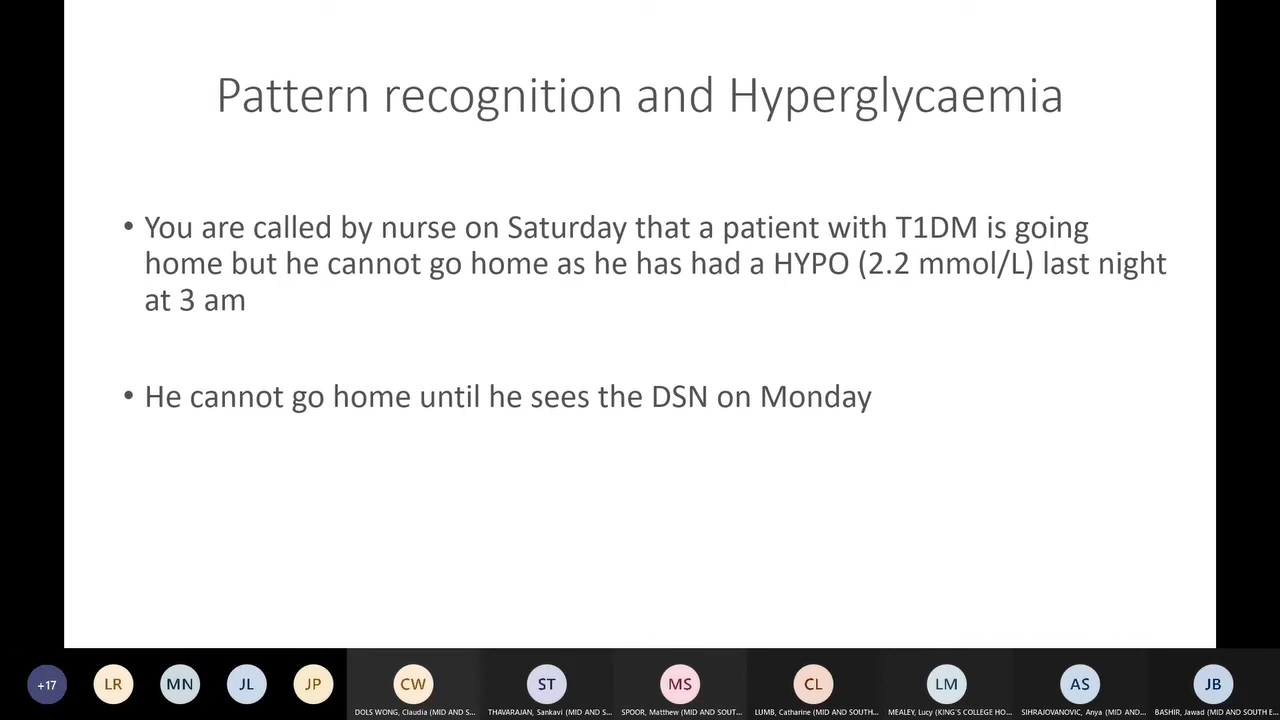 Pattern recognition and Hyperglycaemia
• You are called by nurse on Saturday that a patient with T1DM is going
home but he cannot go home as he has had a HYPO (2.2 mmol/L) last night
at 3 am
• He cannot go home until he sees the DSN on Monday
+17 LR MN JL JP CW ST MS CL LM AS JB
DOLS WONG, Claudia (MID AND S... THAVARAJAN, Sankavi (MID AND S... SPOOR, Matthew (MID AND SOUT... LUMB, Catharine (MID AND SOUTH... MEALEY, Lucy (KING'S COLLEGE HO... SIHRAJOVANOVIC, Anya (MID AND... BASHIR, Jawad (MID AND SOUTH E...